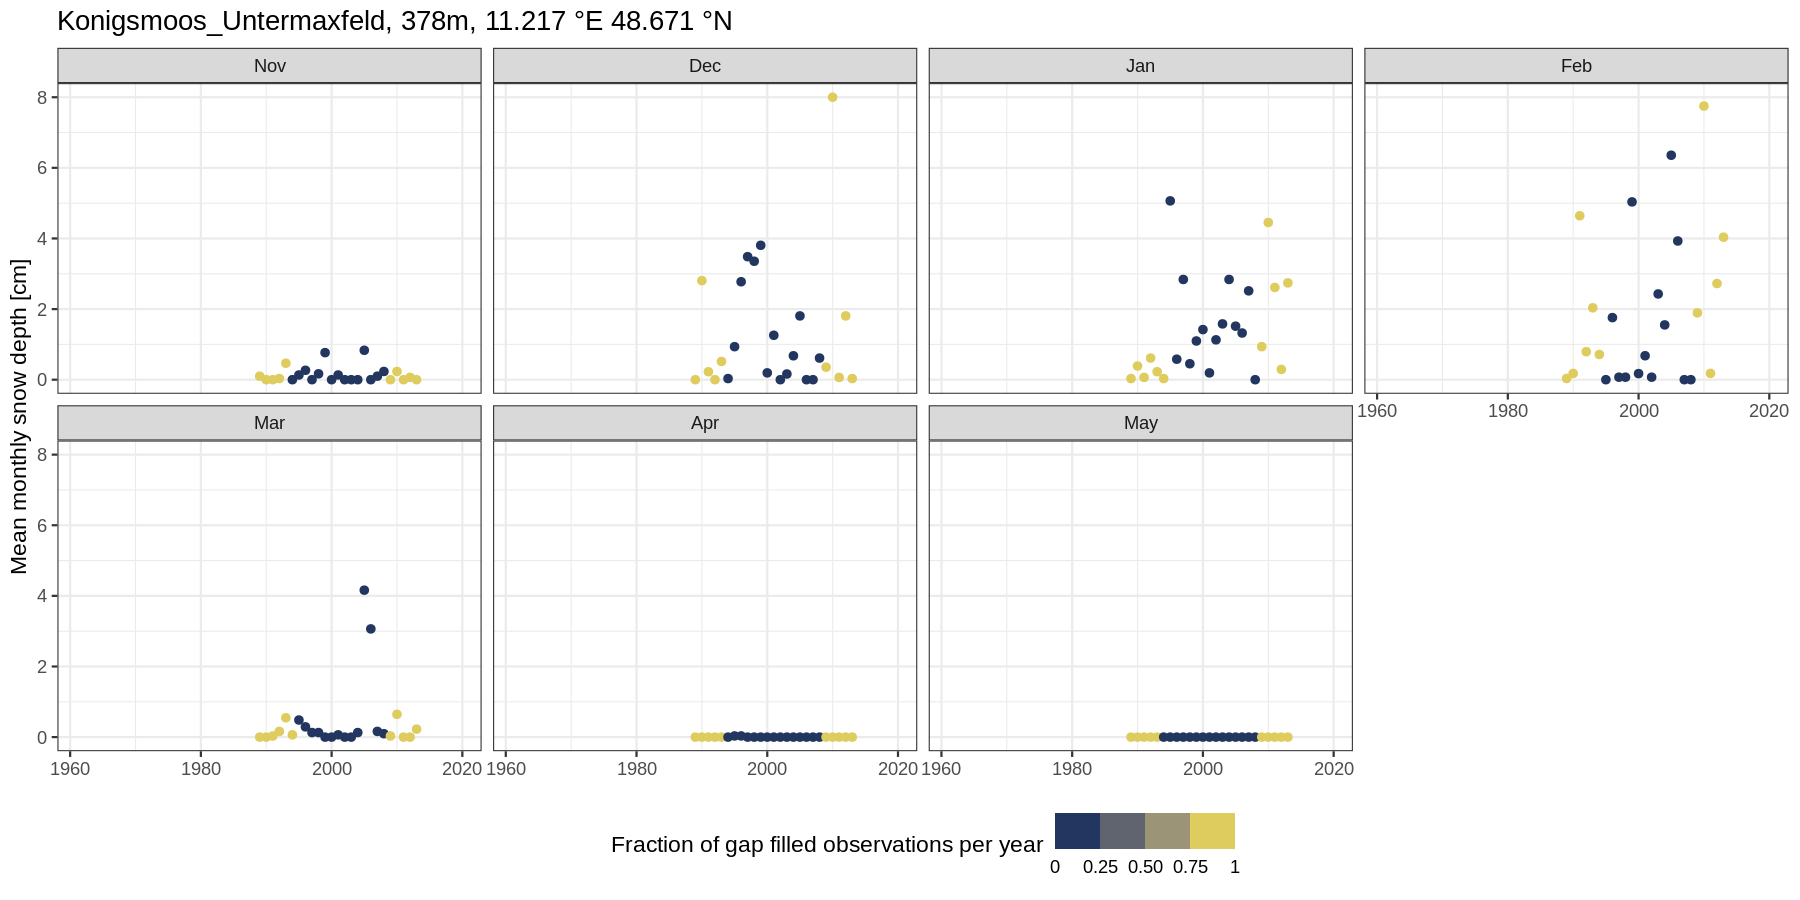 Konigsmoos_Untermaxfeld, 378m, 11.217 °E 48.671 °N
Nov Dec Jan Feb
8
6
4
2
0
1960 1980 2000 2020
Mar Apr May
8
6
4
2
0
1960 1980 2000 2020 1960 1980 2000 2020 1960 1980 2000 2020
Mean monthly snow depth [cm]
Fraction of gap filled observations per year
0 0.25 0.50 0.75 1